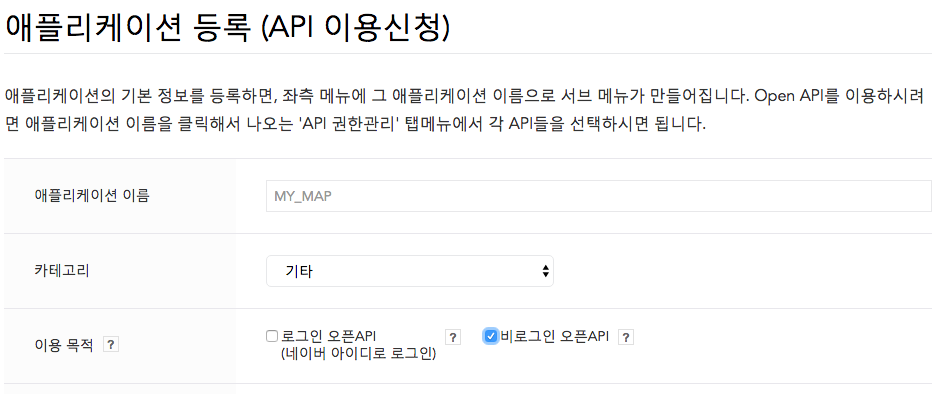 애플리케이션 등록 (API 이용신청)
애플리케이션의 기본 정보를 등록하면, 좌측 메뉴에 그 애플리케이션 이름으로 서브 메뉴가 만들어집니다. Open API를 이용하시려
면 애플리케이션 이름을 클릭해서 나오는 'API 권한관리' 탭메뉴에서 각 API들을 선택하시면 됩니다.
애플리케이션 이름
MY_MAP
카테고리
기타
이용 목적 ?
로그인 오픈API ?
(네이버 아이디로 로그인)
비로그인 오픈API ?